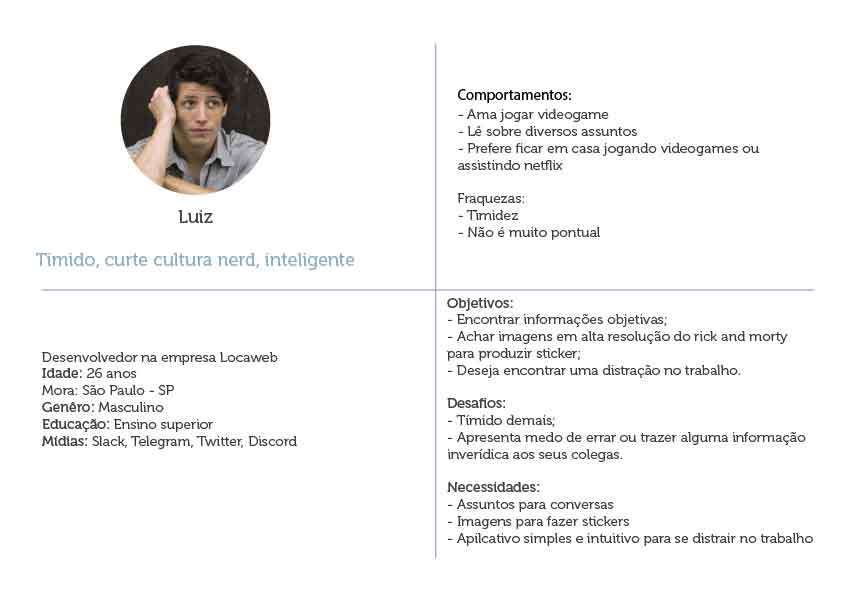 Luiz
Tímido, curte cultura nerd, inteligente
Comportamentos:
- Ama jogar videogame
- Lê sobre diversos assuntos
- Prefere ficar em casa jogando videogames ou
assistindo netflix
Fraquezas:
- Timidez
- Não é muito pontual
Desenvolvedor na empresa Locaweb
Idade: 26 anos
Mora: São Paulo - SP
Genêro: Masculino
Educação: Ensino superior
Mídias: Slack, Telegram, Twitter, Discord
Objetivos:
- Encontrar informações objetivas;
- Achar imagens em alta resolução do rick and morty
para produzir sticker;
- Deseja encontrar uma distração no trabalho.
Desafios:
- Tímido demais;
- Apresenta medo de errar ou trazer alguma informação
inverídica aos seus colegas.
Necessidades:
- Assuntos para conversas
- Imagens para fazer stickers
- Apilcativo simples e intuitivo para se distrair no trabalho